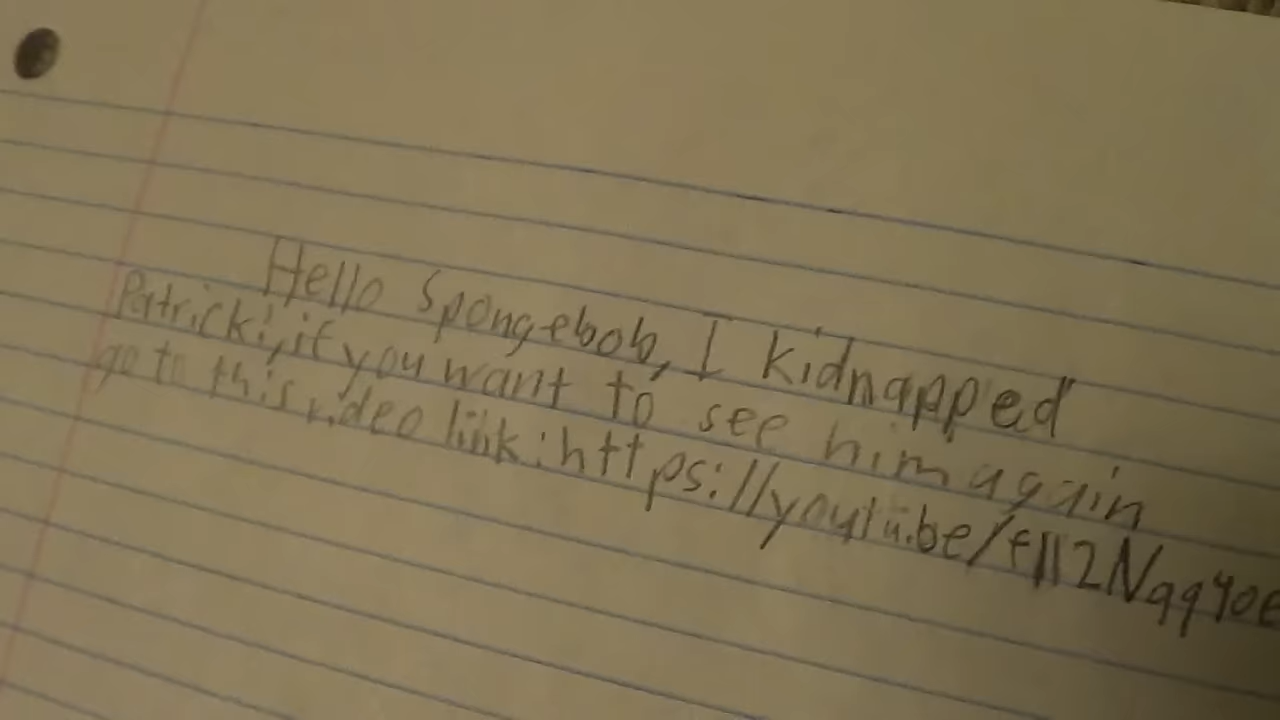 Hello Spongebob, I kidnapped
Patrick, if you want to see him again
go to this video link: https://youtu.be/